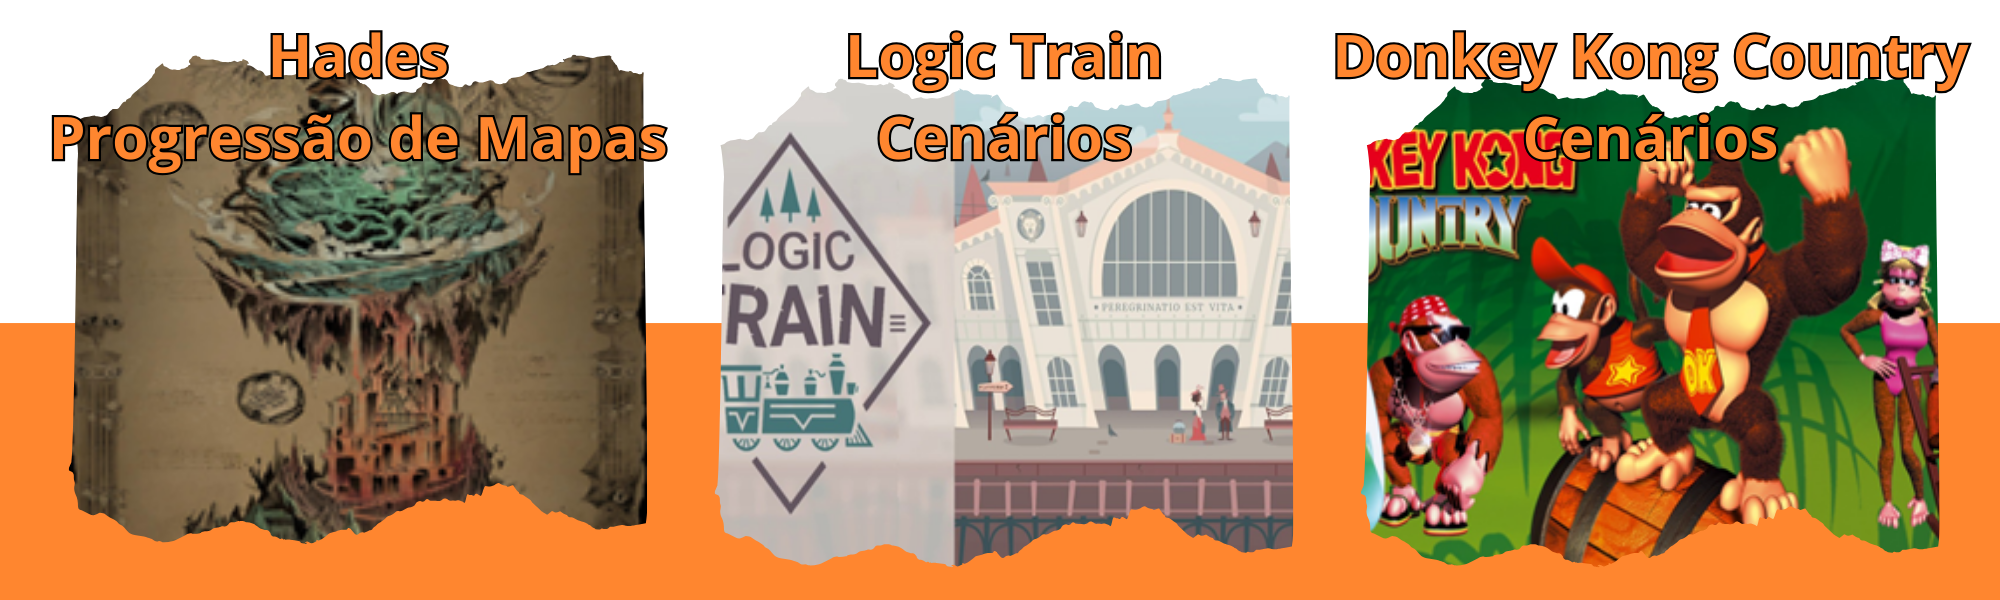 Hades
Progressão de Mapas
Logic Train
Cenários
LOGIC
TRAIN
PEREGRINATIO EST VITA
Donkey Kong Country
Cenários
KEY KONG
UNTRY
DK